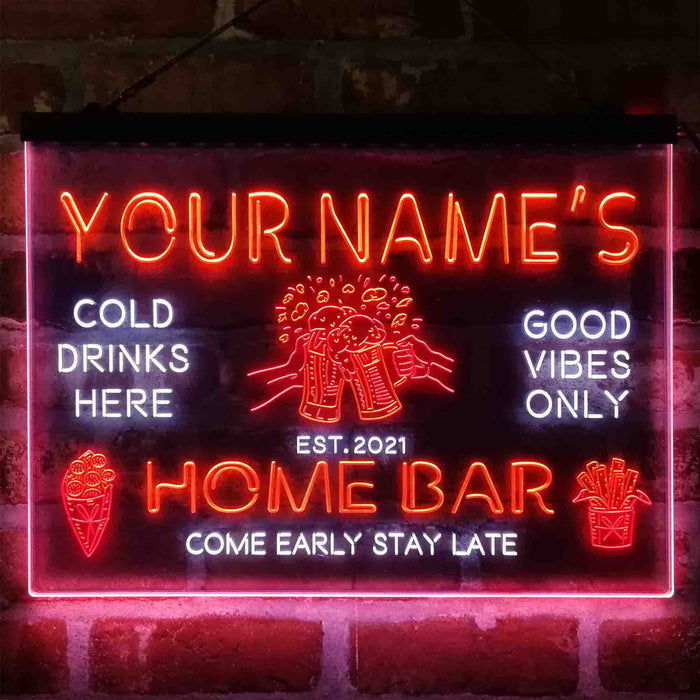 YOUR NAME'S
COLD
DRINKS
HERE
GOOD
VIBES
ONLY
EST. 2021
HOME BAR
COME EARLY STAY LATE